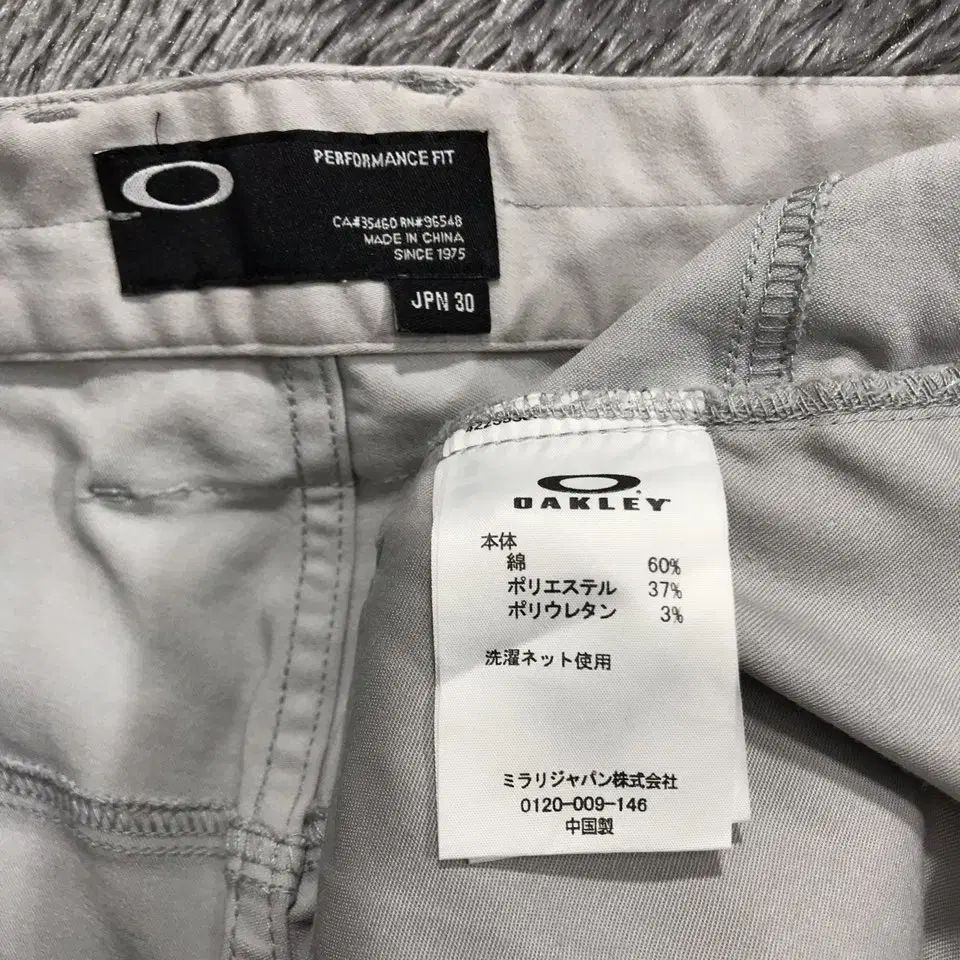 PERFORMANCE FIT
CA#35460 RN#96548
MADE IN CHINA
SINCE 1975
JPN 30
OAKLEY
本体
綿 60%
ポリエステル 37%
ポリウレタン 3%
洗濯ネット使用
ミラリジャパン株式会社
0120-009-146
中国製